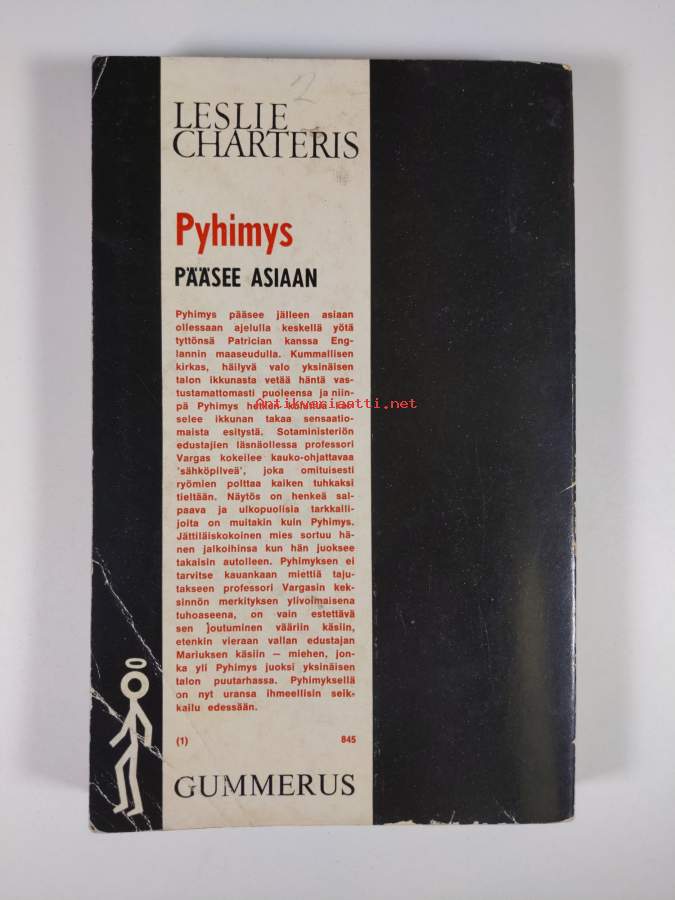 2
LESLIE
CHARTERIS
Pyhimys
PÄÄSEE ASIAAN
Pyhimys pääsee jälleen asiaan
ollessaan ajelulla keskellä yötä
tyttönsä Patrician kanssa Eng-
lannin maaseudulla. Kummallisen
kirkas, häilyvä valo yksinäisen
talon ikkunasta vetää häntä vas-
tustamattomasti puoleensa ja niin-
pä Pyhimys hetken
Antikvariaatti.net
selee ikkunan takaa sensaatio-
maista esitystä. Sotaministeriön
edustajien läsnäollessa professori
Vargas kokeilee kauko-ohjattavaa
'sähköpilveä', joka omituisesti
ryömien polttaa kaiken tuhkaksi
tieltään. Näytös on henkeä sal-
paava ja ulkopuolisia tarkkaili-
joita on muitakin kuin Pyhimys.
Jättiläiskokoinen mies sortuu hä-
nen jalkoihinsa kun hän juoksee
takaisin autolleen. Pyhimyksen ei
tarvitse kauankaan miettiä taju-
takseen professori Vargasin kek-
sinnön merkityksen ylivoimaisena
tuhoaseena, on vain estettävä
sen joutuminen vääriin käsiin,
etenkin vieraan vallan edustajan
Mariuksen käsiin — miehen, jon-
ka yli Pyhimys juoksi yksinäisen
talon puutarhassa. Pyhimyksellä
on nyt uransa ihmeellisin seik-
kailu edessään.
(1) 845
GUMMERUS